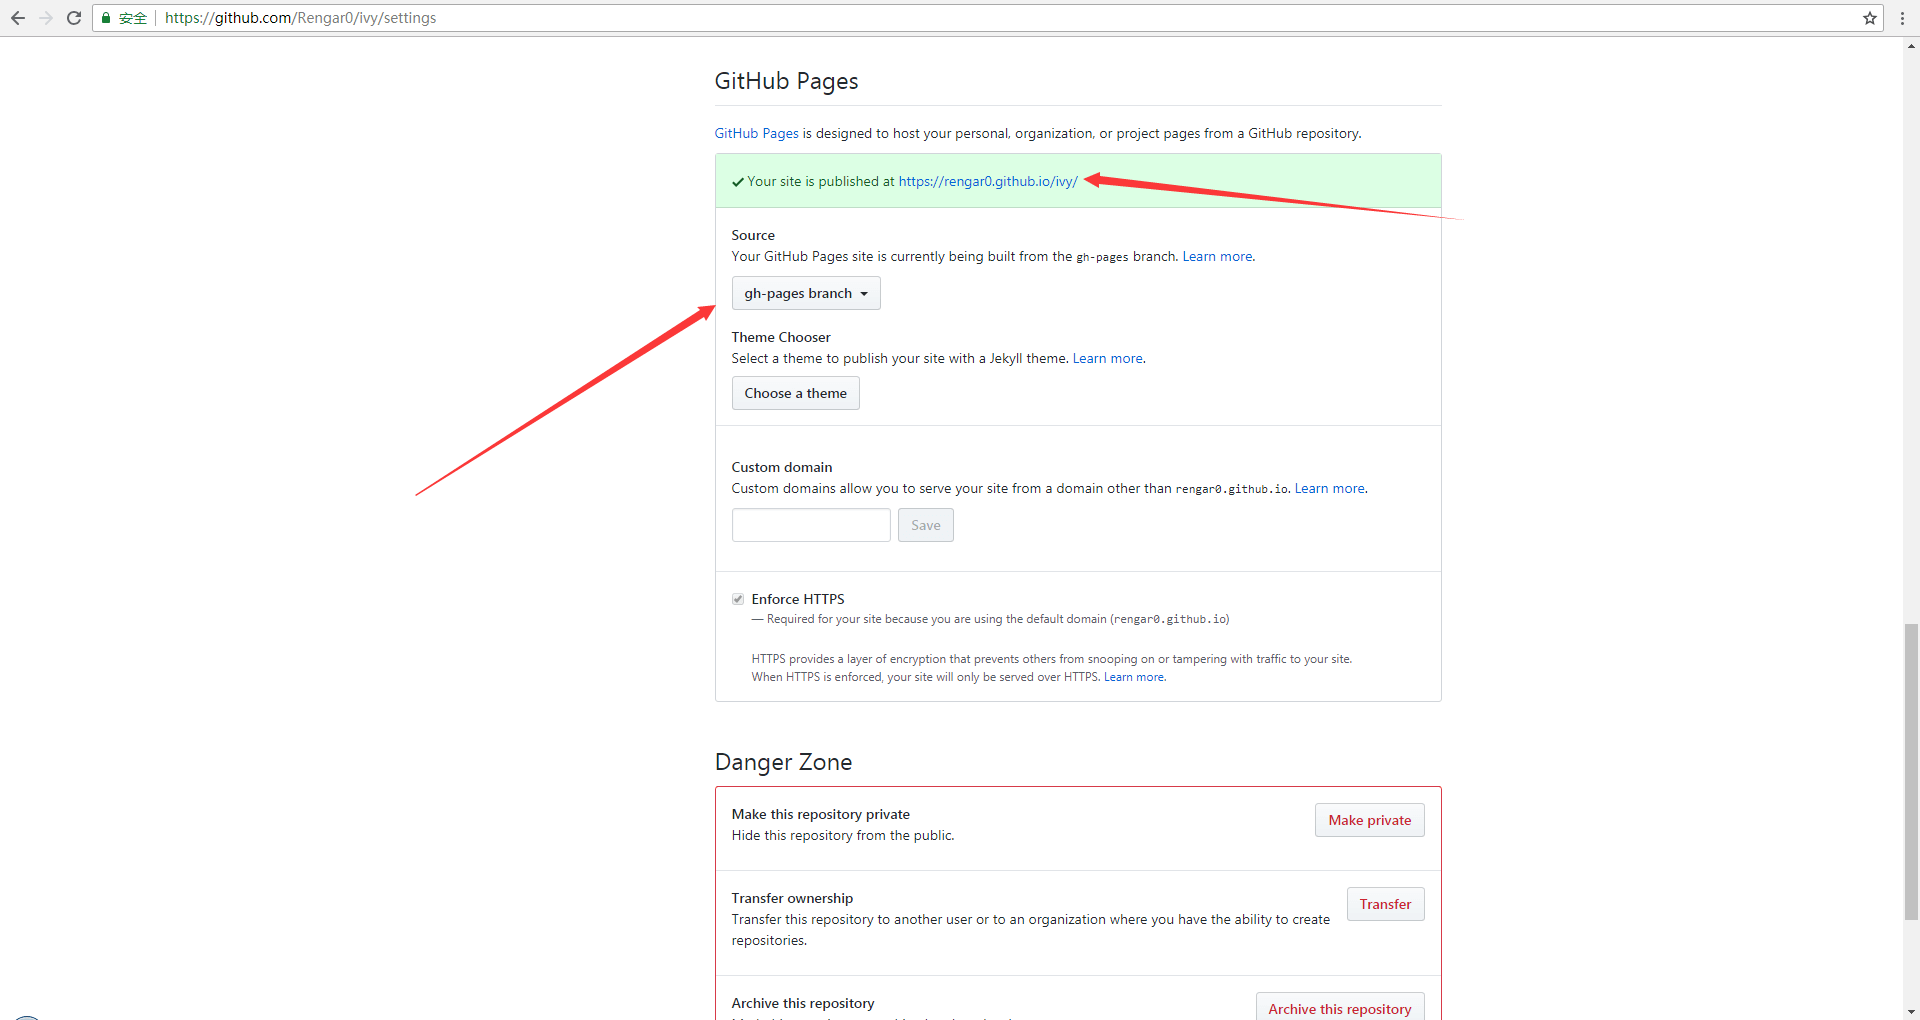 安全 https://github.com/Rengar0/ivy/settings
GitHub Pages
GitHub Pages is designed to host your personal, organization, or project pages from a GitHub repository.
Your site is published at https://rengar0.github.io/ivy/
Source
Your GitHub Pages site is currently being built from the gh-pages branch. Learn more.
gh-pages branch
Theme Chooser
Select a theme to publish your site with a Jekyll theme. Learn more.
Choose a theme
Custom domain
Custom domains allow you to serve your site from a domain other than rengar0.github.io. Learn more.
Save
Enforce HTTPS
— Required for your site because you are using the default domain (rengar0.github.io)
HTTPS provides a layer of encryption that prevents others from snooping on or tampering with traffic to your site.
When HTTPS is enforced, your site will only be served over HTTPS. Learn more.
Danger Zone
Make this repository private
Hide this repository from the public.
Make private
Transfer ownership
Transfer this repository to another user or to an organization where you have the ability to create
repositories.
Transfer
Archive this repository
Archive this repository